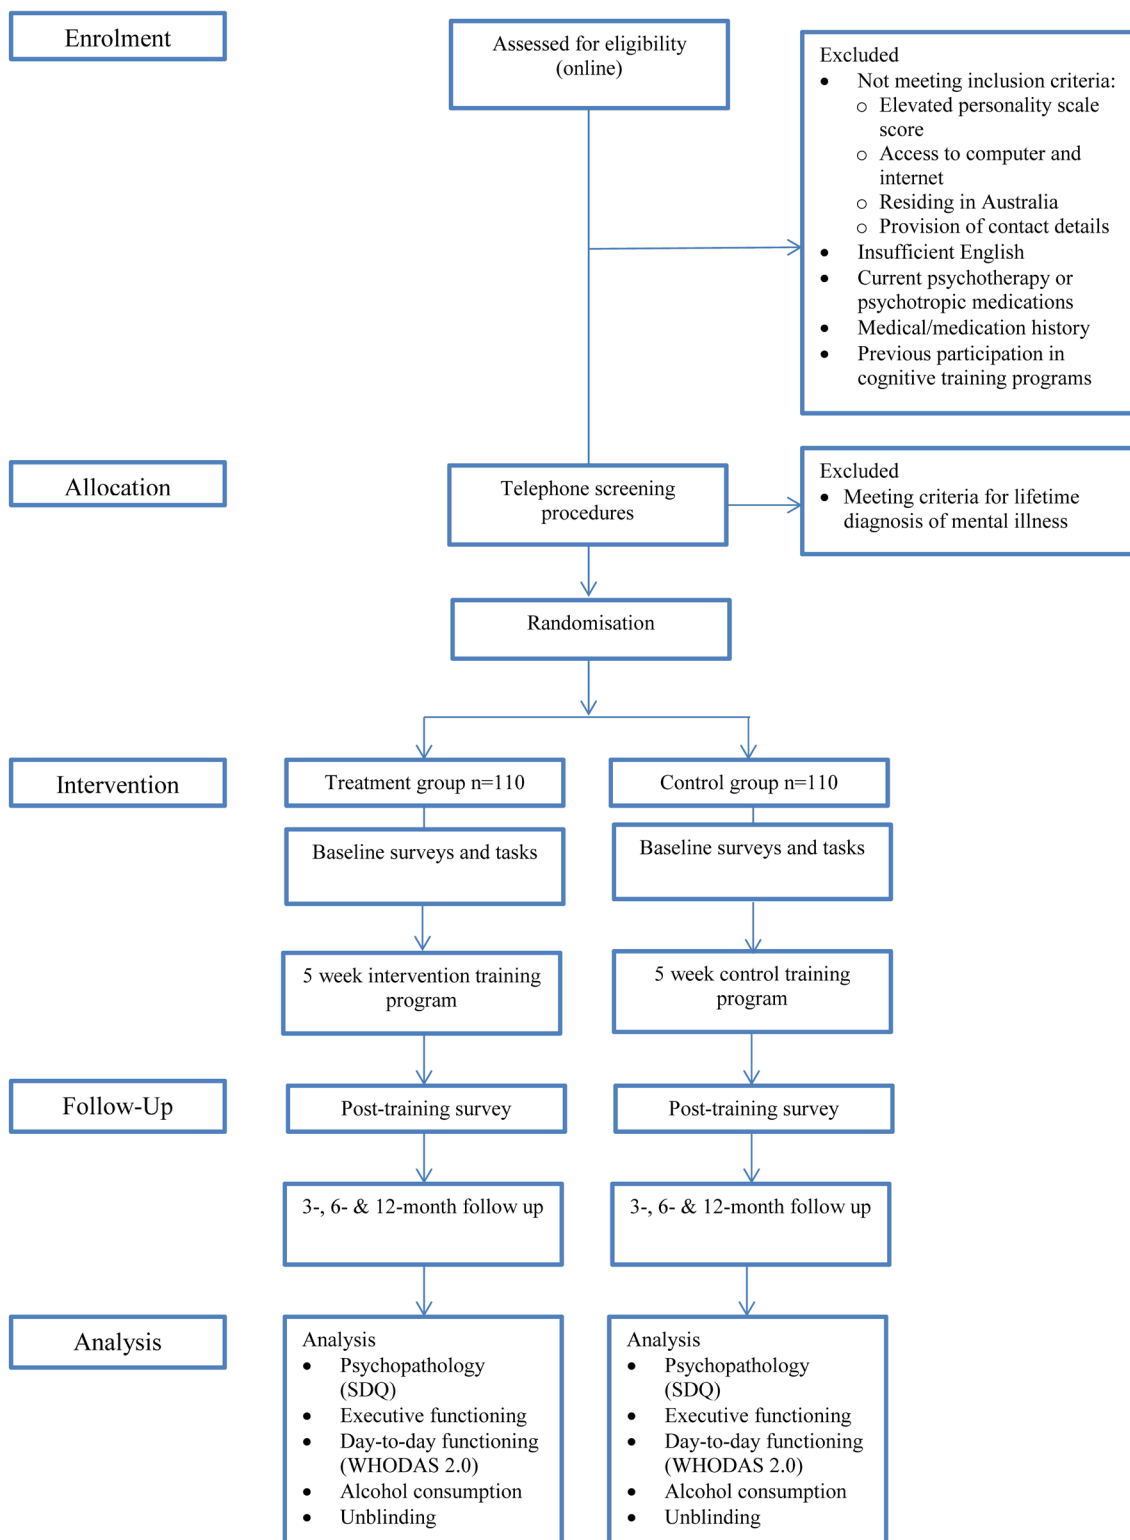 Enrolment
Assessed for eligibility
(online)
Excluded
• Not meeting inclusion criteria:
o Elevated personality scale
score
o Access to computer and
internet
o Residing in Australia
o Provision of contact details
• Insufficient English
• Current psychotherapy or
psychotropic medications
• Medical/medication history
• Previous participation in
cognitive training programs
Allocation
Telephone screening
procedures
Excluded
• Meeting criteria for lifetime
diagnosis of mental illness
Randomisation
Intervention
Treatment group n=110
Control group n=110
Baseline surveys and tasks
Baseline surveys and tasks
5 week intervention training
program
5 week control training
program
Follow-Up
Post-training survey
Post-training survey
3-, 6- & 12-month follow up
3-, 6- & 12-month follow up
Analysis
Analysis
• Psychopathology
(SDQ)
• Executive functioning
• Day-to-day functioning
(WHODAS 2.0)
• Alcohol consumption
• Unblinding
Analysis
• Psychopathology
(SDQ)
• Executive functioning
• Day-to-day functioning
(WHODAS 2.0)
• Alcohol consumption
• Unblinding